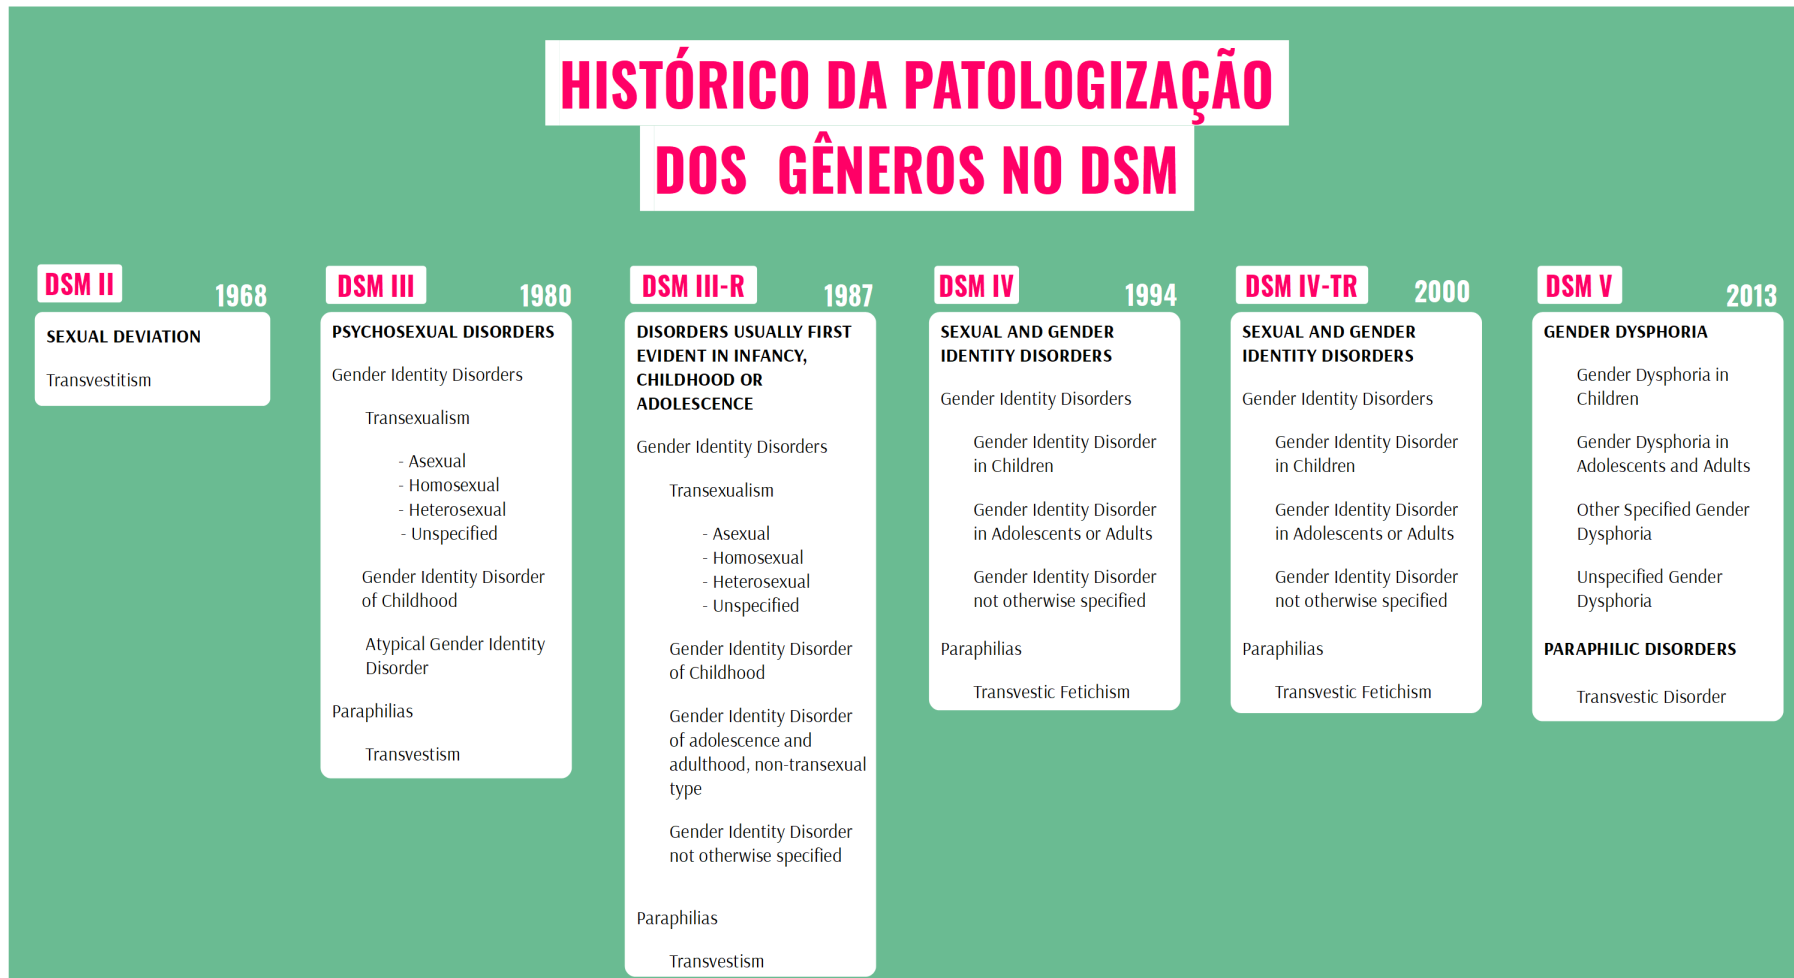 HISTÓRICO DA PATOLOGIZAÇÃO
DOS GÊNEROS NO DSM
DSM II
1968
SEXUAL DEVIATION
Transvestitism
DSM III
1980
PSYCHOSEXUAL DISORDERS
Gender Identity Disorders
Transexualism
- Asexual
- Homosexual
- Heterosexual
- Unspecified
Gender Identity Disorder
of Childhood
Atypical Gender Identity
Disorder
Paraphilias
Transvestism
DSM III-R
1987
DISORDERS USUALLY FIRST
EVIDENT IN INFANCY,
CHILDHOOD OR
ADOLESCENCE
Gender Identity Disorders
Transexualism
- Asexual
- Homosexual
- Heterosexual
- Unspecified
Gender Identity Disorder
of Childhood
Gender Identity Disorder
of adolescence and
adulthood, non-transexual
type
Gender Identity Disorder
not otherwise specified
Paraphilias
Transvestism
DSM IV
1994
SEXUAL AND GENDER
IDENTITY DISORDERS
Gender Identity Disorders
Gender Identity Disorder
in Children
Gender Identity Disorder
in Adolescents or Adults
Gender Identity Disorder
not otherwise specified
Paraphilias
Transvestic Fetichism
DSM IV-TR
2000
SEXUAL AND GENDER
IDENTITY DISORDERS
Gender Identity Disorders
Gender Identity Disorder
in Children
Gender Identity Disorder
in Adolescents or Adults
Gender Identity Disorder
not otherwise specified
Paraphilias
Transvestic Fetichism
DSM V
2013
GENDER DYSPHORIA
Gender Dysphoria in
Children
Gender Dysphoria in
Adolescents and Adults
Other Specified Gender
Dysphoria
Unspecified Gender
Dysphoria
PARAPHILIC DISORDERS
Transvestic Disorder